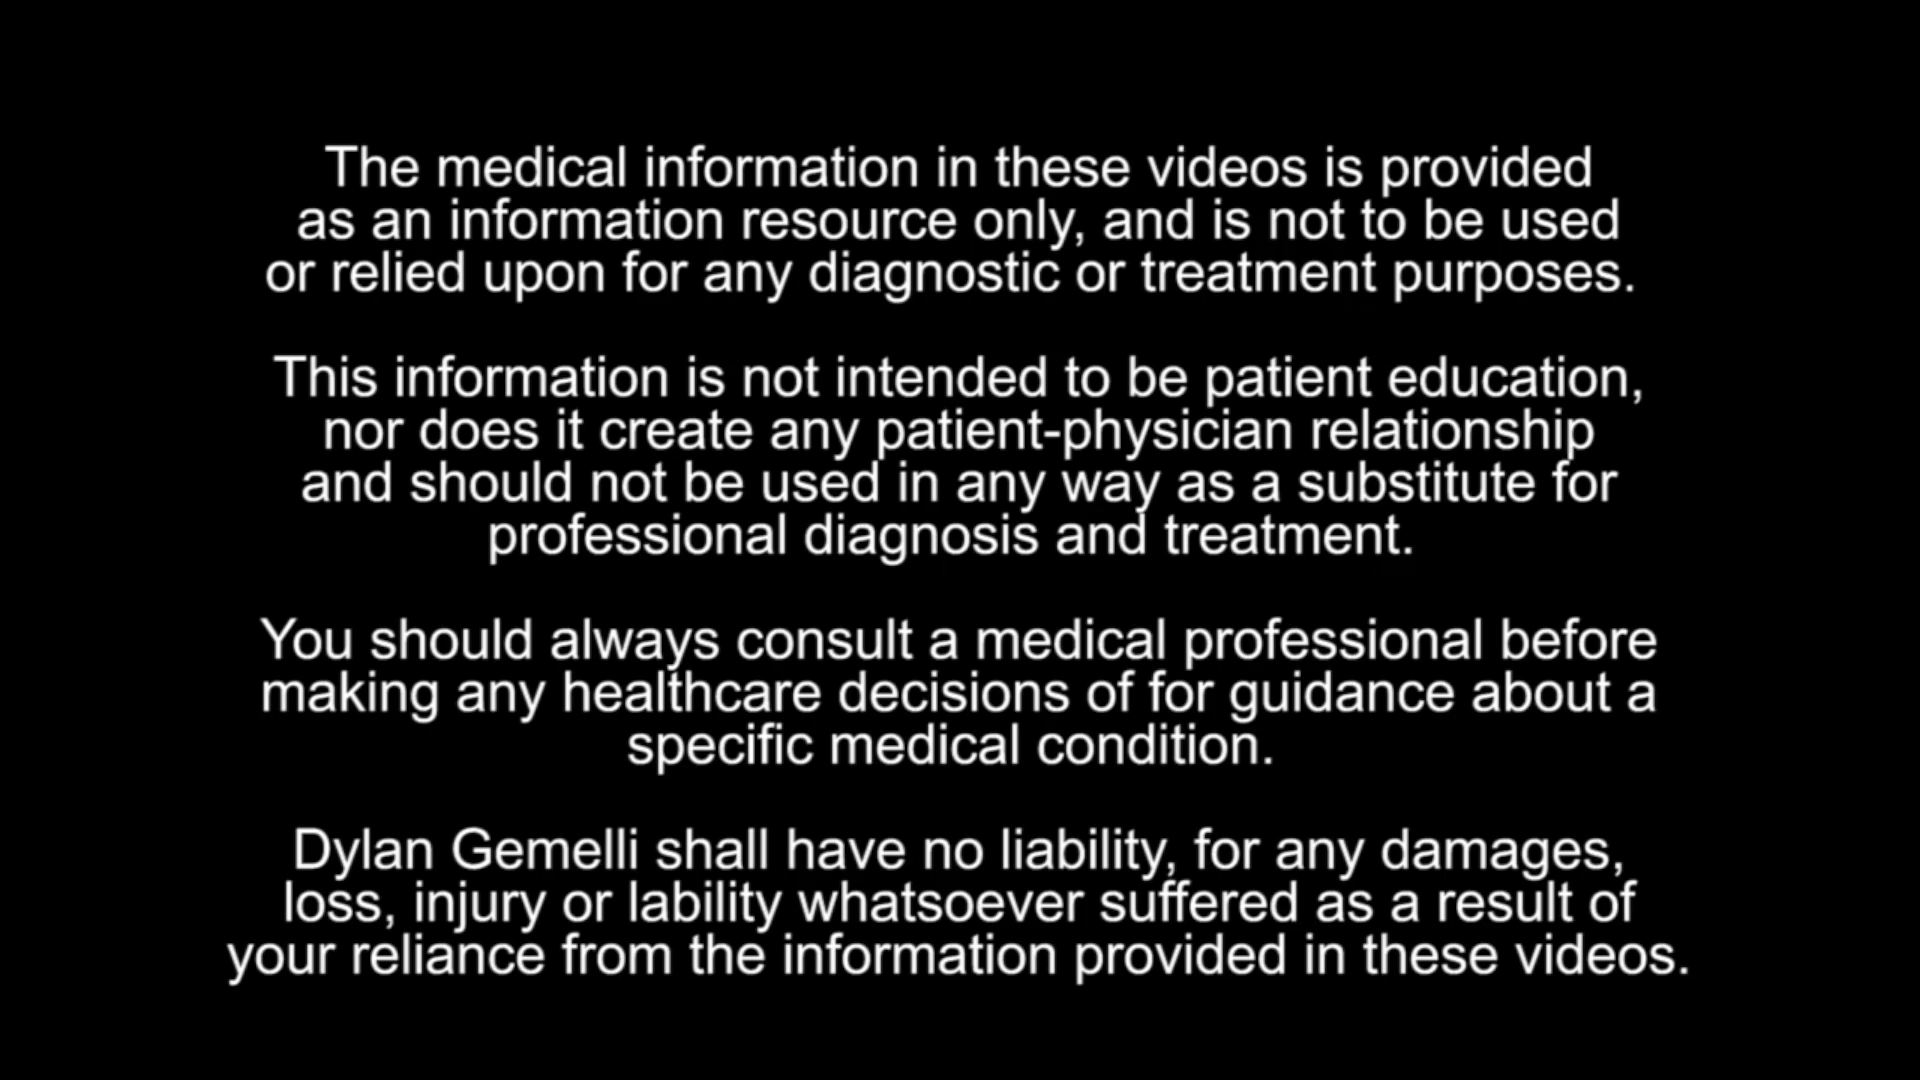 The medical information in these videos is provided
as an information resource only, and is not to be used
or relied upon for any diagnostic or treatment purposes.
This information is not intended to be patient education,
nor does it create any patient-physician relationship
and should not be used in any way as a substitute for
professional diagnosis and treatment.
You should always consult a medical professional before
making any healthcare decisions of for guidance about a
specific medical condition.
Dylan Gemelli shall have no liability, for any damages,
loss, injury or lability whatsoever suffered as a result of
your reliance from the information provided in these videos.